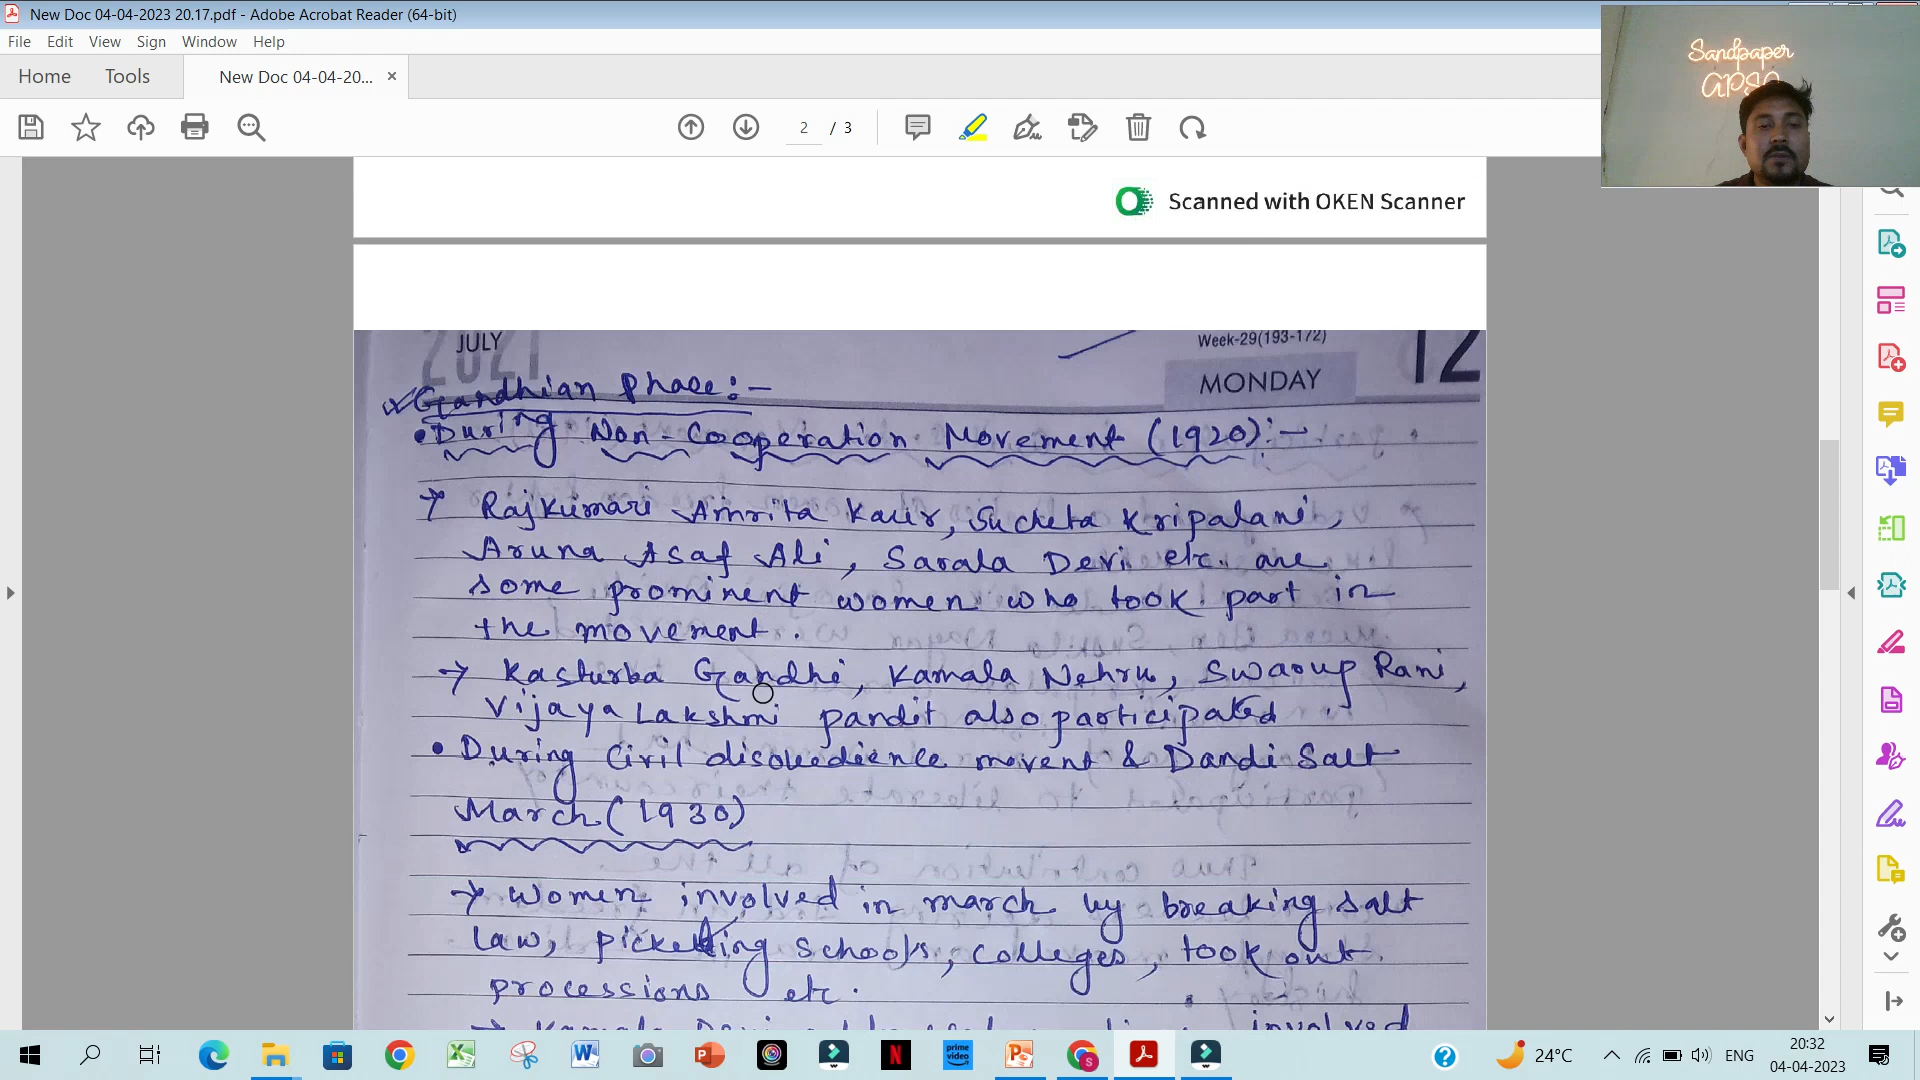 New Doc 04-04-2023 20.17.pdf - Adobe Acrobat Reader (64-bit)
File Edit View Sign Window Help
Home Tools New Doc 04-04-20... ×
2 / 3
Sandpaper
APSC
Scanned with OKEN Scanner
JULY
2021
Week-29(193-172)
MONDAY
12
Gandhian Phase:-
• During Non-Cooperation Movement (1920):-
→ Rajkumari Amrita Kaur, Sucheta Kripalani,
Aruna Asaf Ali, Sarala Devi etc. are
some prominent women who took part in
the movement.
→ Kasturba Gandhi, Kamala Nehru, Swaoup Rani,
Vijaya Lakshmi pandit also participated.
• During Civil disobedience movent & Dandi Salt
March (1930)
→ Women involved in march by breaking salt
law, picketing schools, colleges, took out
processions etc.
involved
24°C
ENG
20:32
04-04-2023